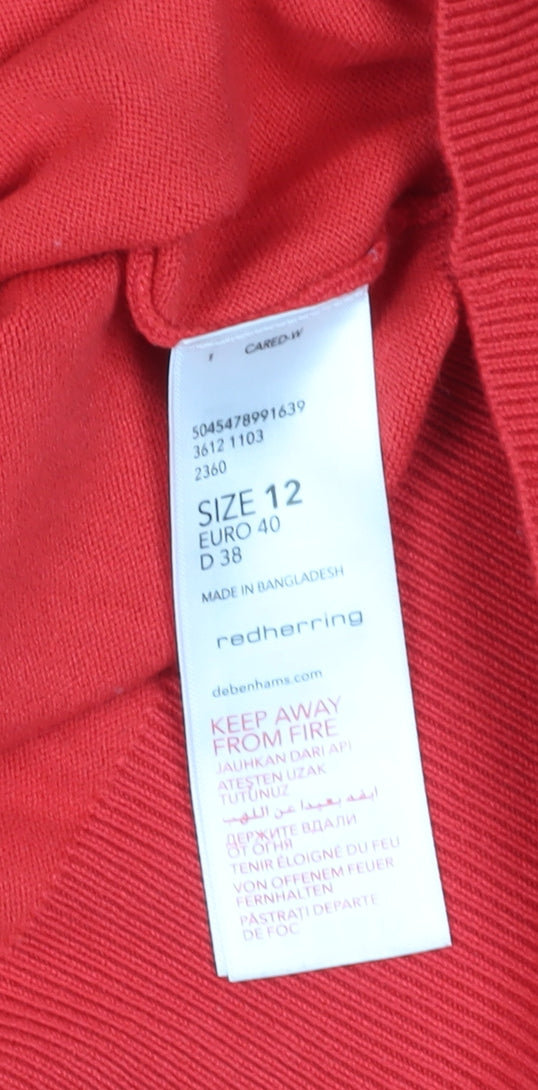 CARED-W
5045478991639
3612 1103
2360
SIZE 12
EURO 40
D 38
MADE IN BANGLADESH
redherring
debenhams.com
KEEP AWAY
FROM FIRE
JAUHKAN DARI API
ATEŞTEN UZAK
TUTUNUZ
ابقه بعيدا عن اللهب
ДЕРЖИТЕ ВДАЛИ
ОТ ОГНЯ
TENIR ÉLOIGNÉ DU FEU
VON OFFENEM FEUER
FERNHALTEN
PĂSTRAŢI DEPARTE
DE FOC